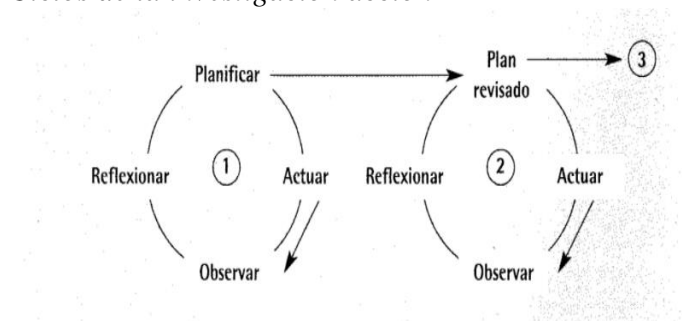 Planificar
Plan
revisado
3
Reflexionar
1
Actuar
Observar
Reflexionar
2
Actuar
Observar